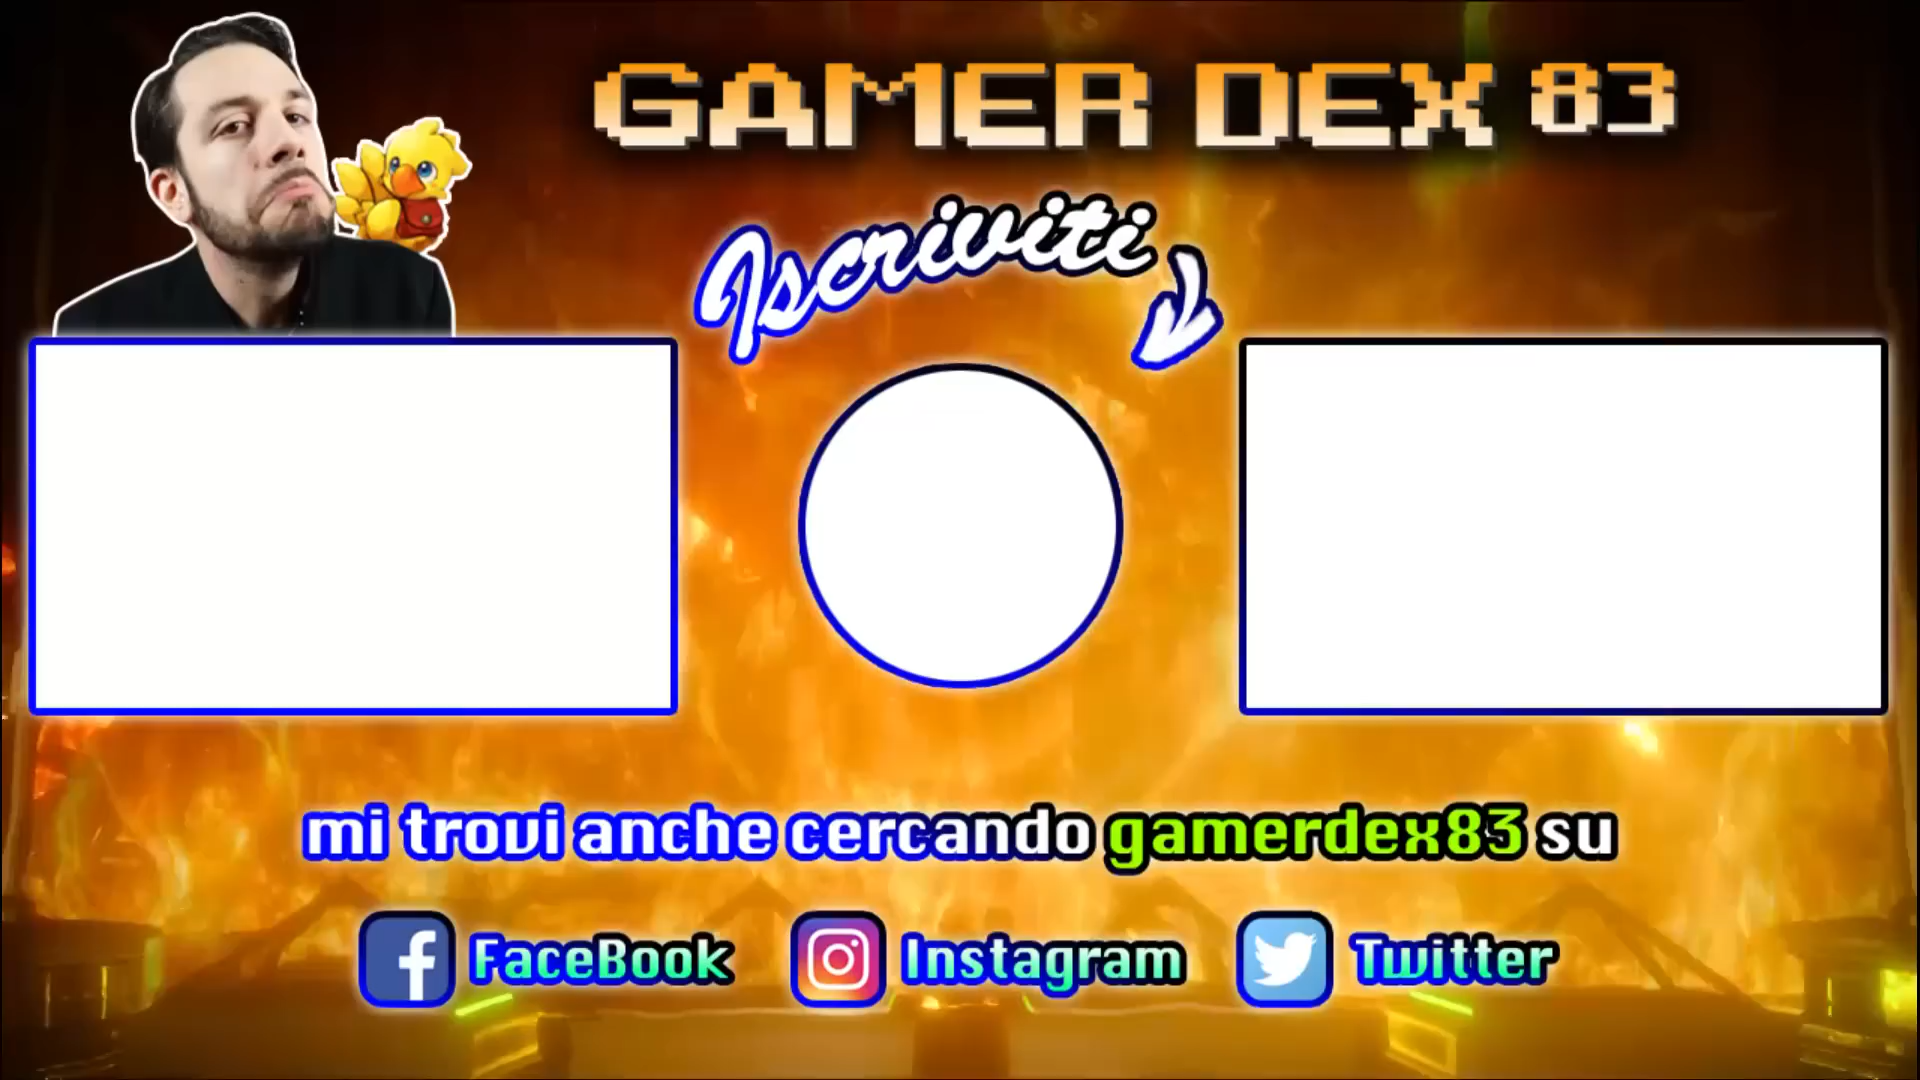 GAMER DEX 83
Iscriviti
mi trovi anche cercando gamerdex83 su
FaceBook Instagram Twitter